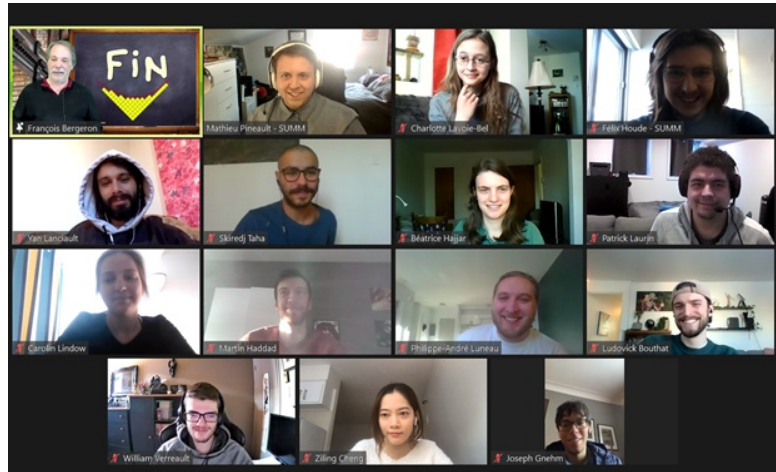 FiN
François Bergeron
Mathieu Pineault - SUMM
Charlotte Lavoie-Bel
Félix Houde - SUMM
Yan Lanciault
Skiredj Taha
Béatrice Hajjar
Patrick Laurin
Carolin Lindow
Martin Haddad
Philippe-André Luneau
Ludovick Bouthat
William Verreault
Ziling Cheng
Joseph Gnehm